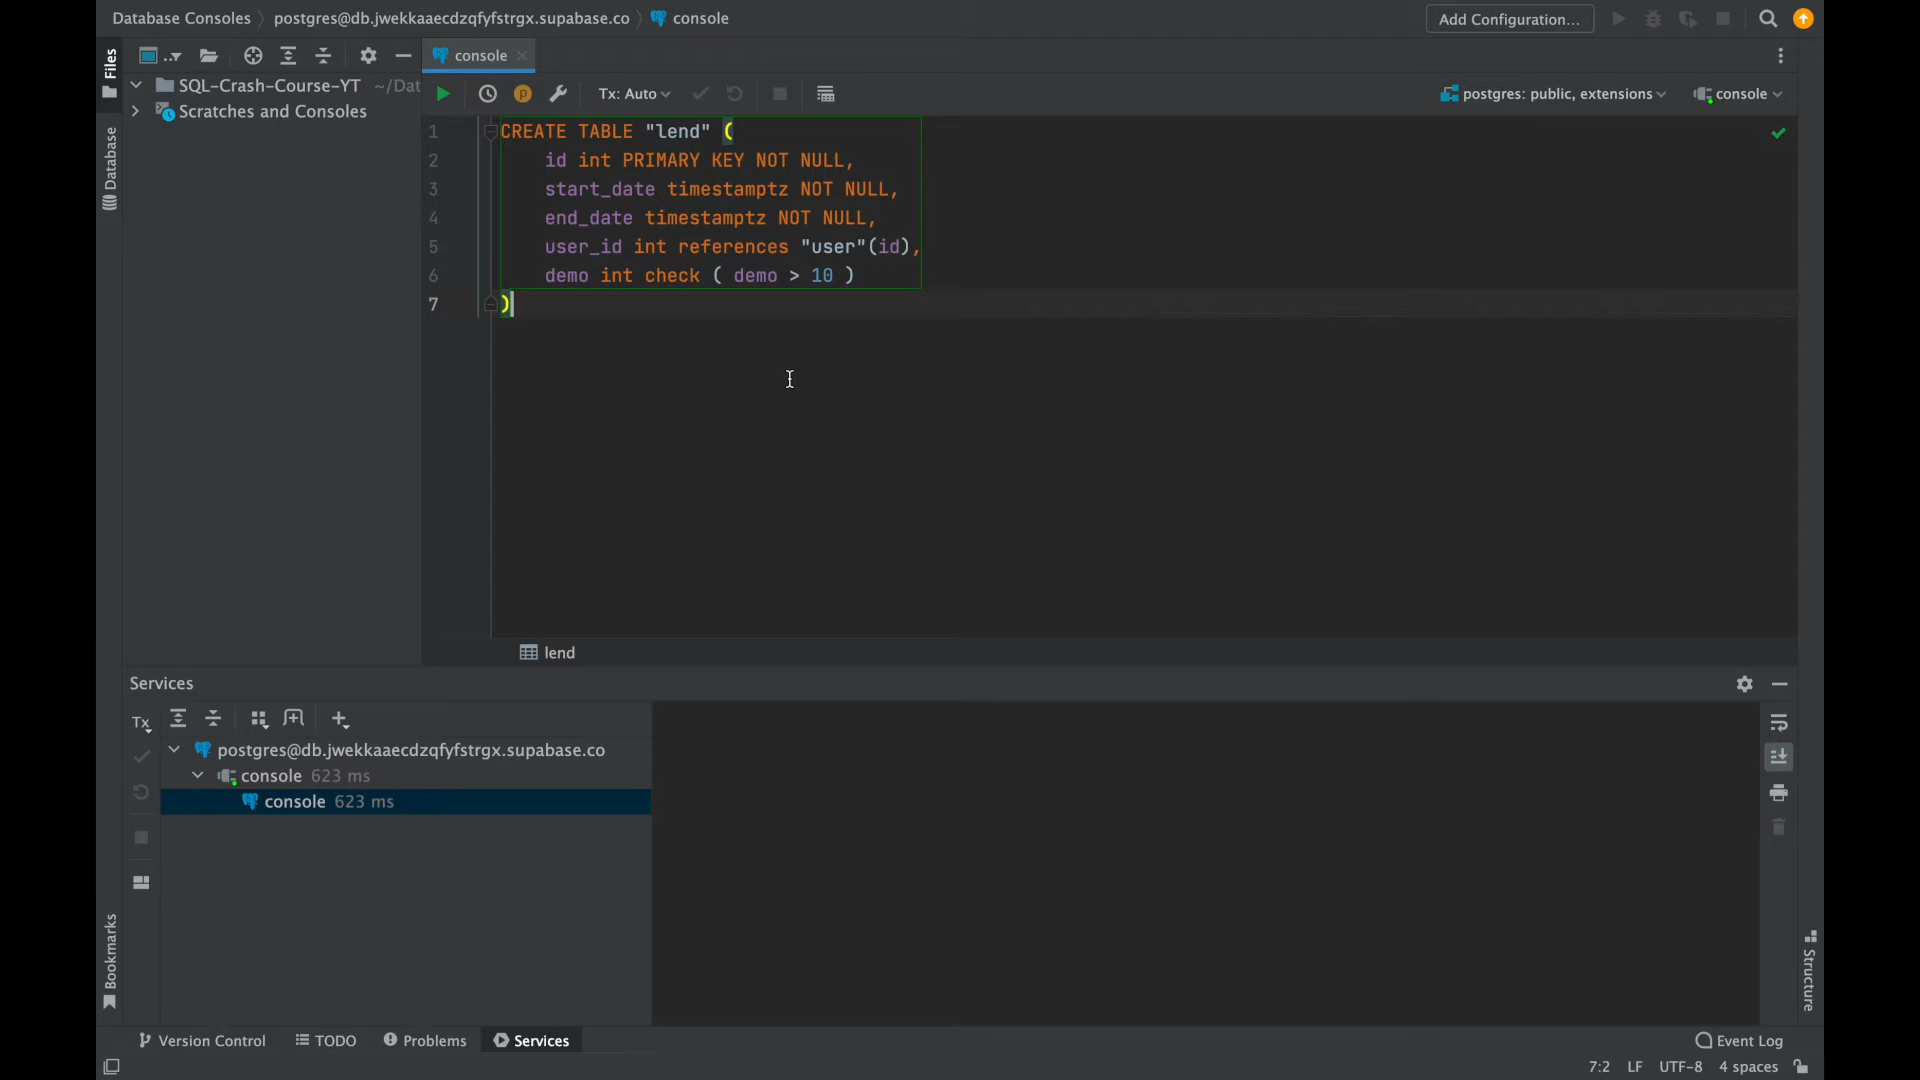 Database Consoles postgres@db.jwekkaaecdzqfyfstrgx.supabase.co console
Add Configuration...
Files
SQL-Crash-Course-YT ~/Dat
Scratches and Consoles
Database
console
Tx: Auto
postgres: public, extensions
console
1 CREATE TABLE "lend" (
2 id int PRIMARY KEY NOT NULL,
3 start_date timestamptz NOT NULL,
4 end_date timestamptz NOT NULL,
5 user_id int references "user"(id),
6 demo int check ( demo > 10 )
7 )
lend
Services
Tx
postgres@db.jwekkaaecdzqfyfstrgx.supabase.co
console 623 ms
console 623 ms
Bookmarks
Structure
Version Control
TODO
Problems
Services
Event Log
7:2 LF UTF-8 4 spaces